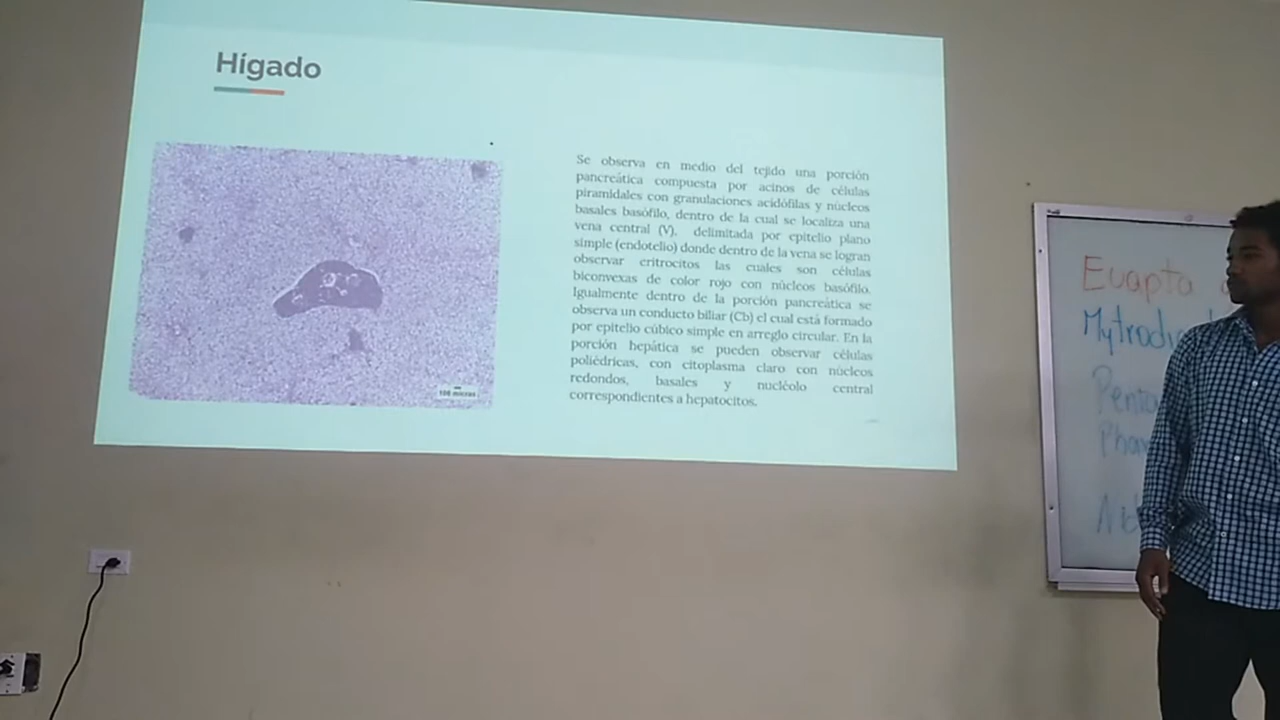 Hígado
Se observa en medio del tejido una porción
pancreática compuesta por acinos de células
piramidales con granulaciones acidófilas y núcleos
basales basófilo, dentro de la cual se localiza una
vena central (V), delimitada por epitelio plano
simple (endotelio) donde dentro de la vena se logran
observar eritrocitos las cuales son células
biconvexas de color rojo con núcleos basófilo.
Igualmente dentro de la porción pancreática se
observa un conducto biliar (Cb) el cual está formado
por epitelio cúbico simple en arreglo circular. En la
porción hepática se pueden observar células
poliédricas, con citoplasma claro con núcleos
redondos, basales y nucléolo central
correspondientes a hepatocitos.
100 micras
Euapta